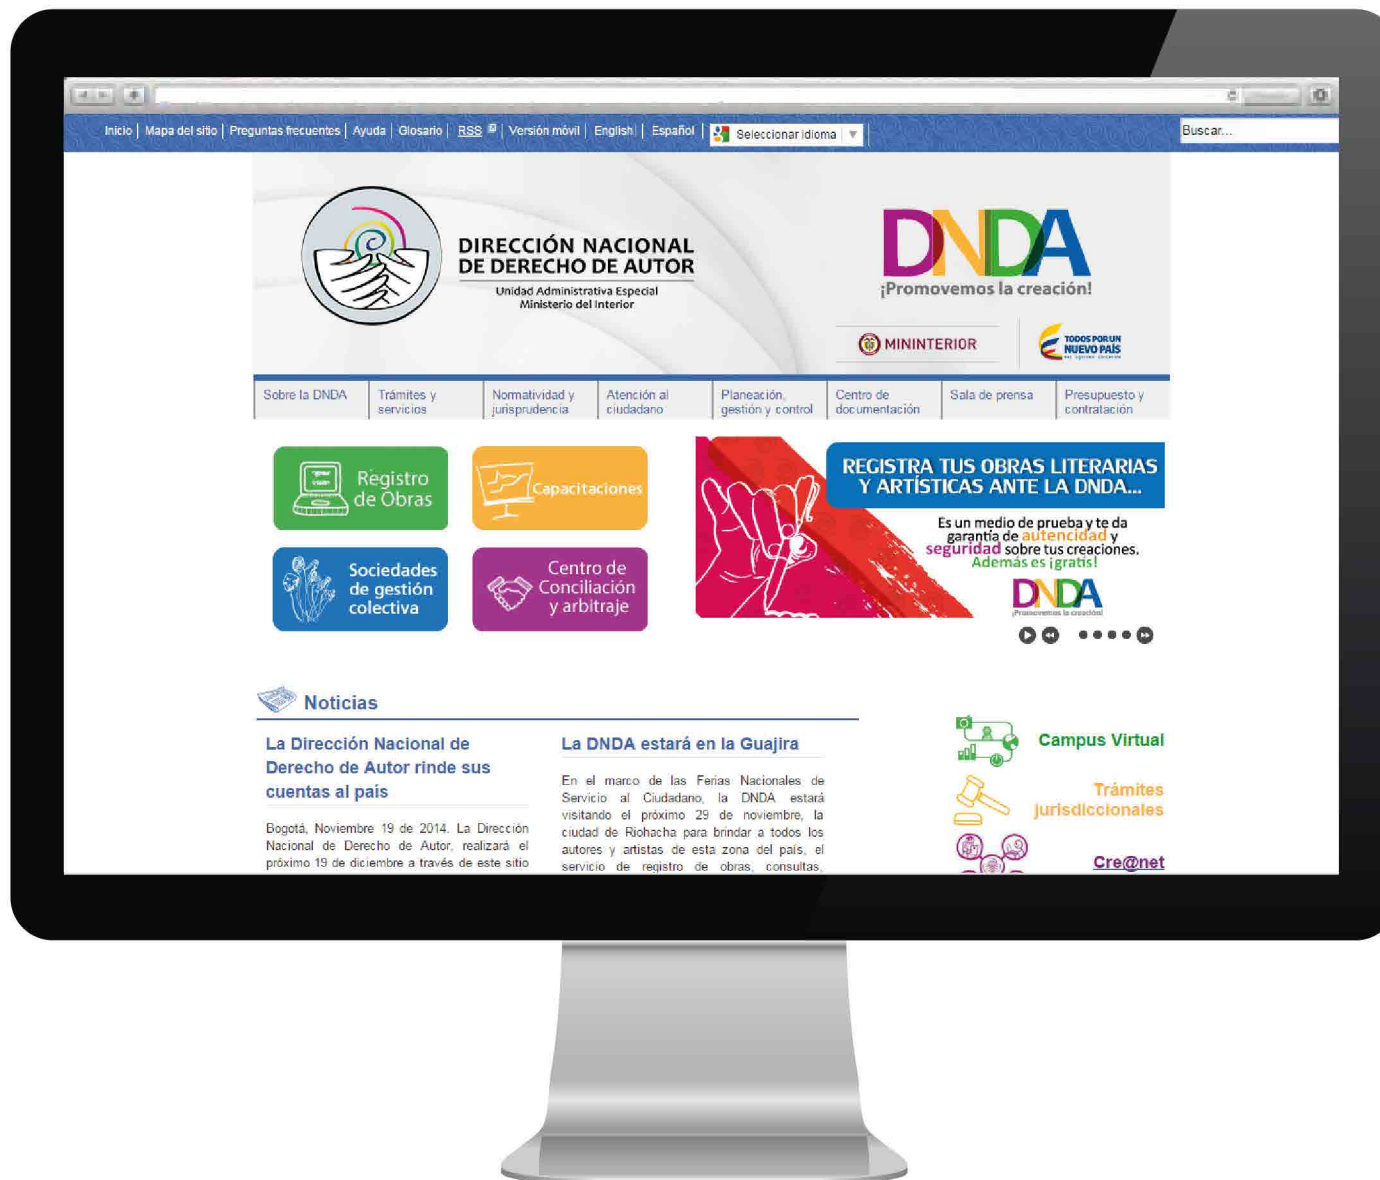 Inicio | Mapa del sitio | Preguntas frecuentes | Ayuda | Glosario | RSS | Versión móvil | English | Español | Seleccionar idioma
Buscar...
DIRECCIÓN NACIONAL
DE DERECHO DE AUTOR
Unidad Administrativa Especial
Ministerio del Interior
DNDA
¡Promovemos la creación!
MININTERIOR
TODOS POR UN
NUEVO PAÍS
Sobre la DNDA
Trámites y
servicios
Normatividad y
jurisprudencia
Atención al
ciudadano
Planeación,
gestión y control
Centro de
documentación
Sala de prensa
Presupuesto y
contratación
Registro
de Obras
Capacitaciones
Sociedades
de gestión
colectiva
Centro de
Conciliación
y arbitraje
REGISTRA TUS OBRAS LITERARIAS
Y ARTÍSTICAS ANTE LA DNDA...
Es un medio de prueba y te da
garantía de autencidad y
seguridad sobre tus creaciones.
Además es ¡gratis!
DNDA
¡Promovemos la creación!
Noticias
La Dirección Nacional de
Derecho de Autor rinde sus
cuentas al país
Bogotá, Noviembre 19 de 2014. La Dirección
Nacional de Derecho de Autor, realizará el
próximo 19 de diciembre a través de este sitio
La DNDA estará en la Guajira
En el marco de las Ferias Nacionales de
Servicio al Ciudadano, la DNDA estará
visitando el próximo 29 de noviembre, la
ciudad de Riohacha para brindar a todos los
autores y artistas de esta zona del país, el
servicio de registro de obras, consultas,
Campus Virtual
Trámites
jurisdiccionales
Cre@net